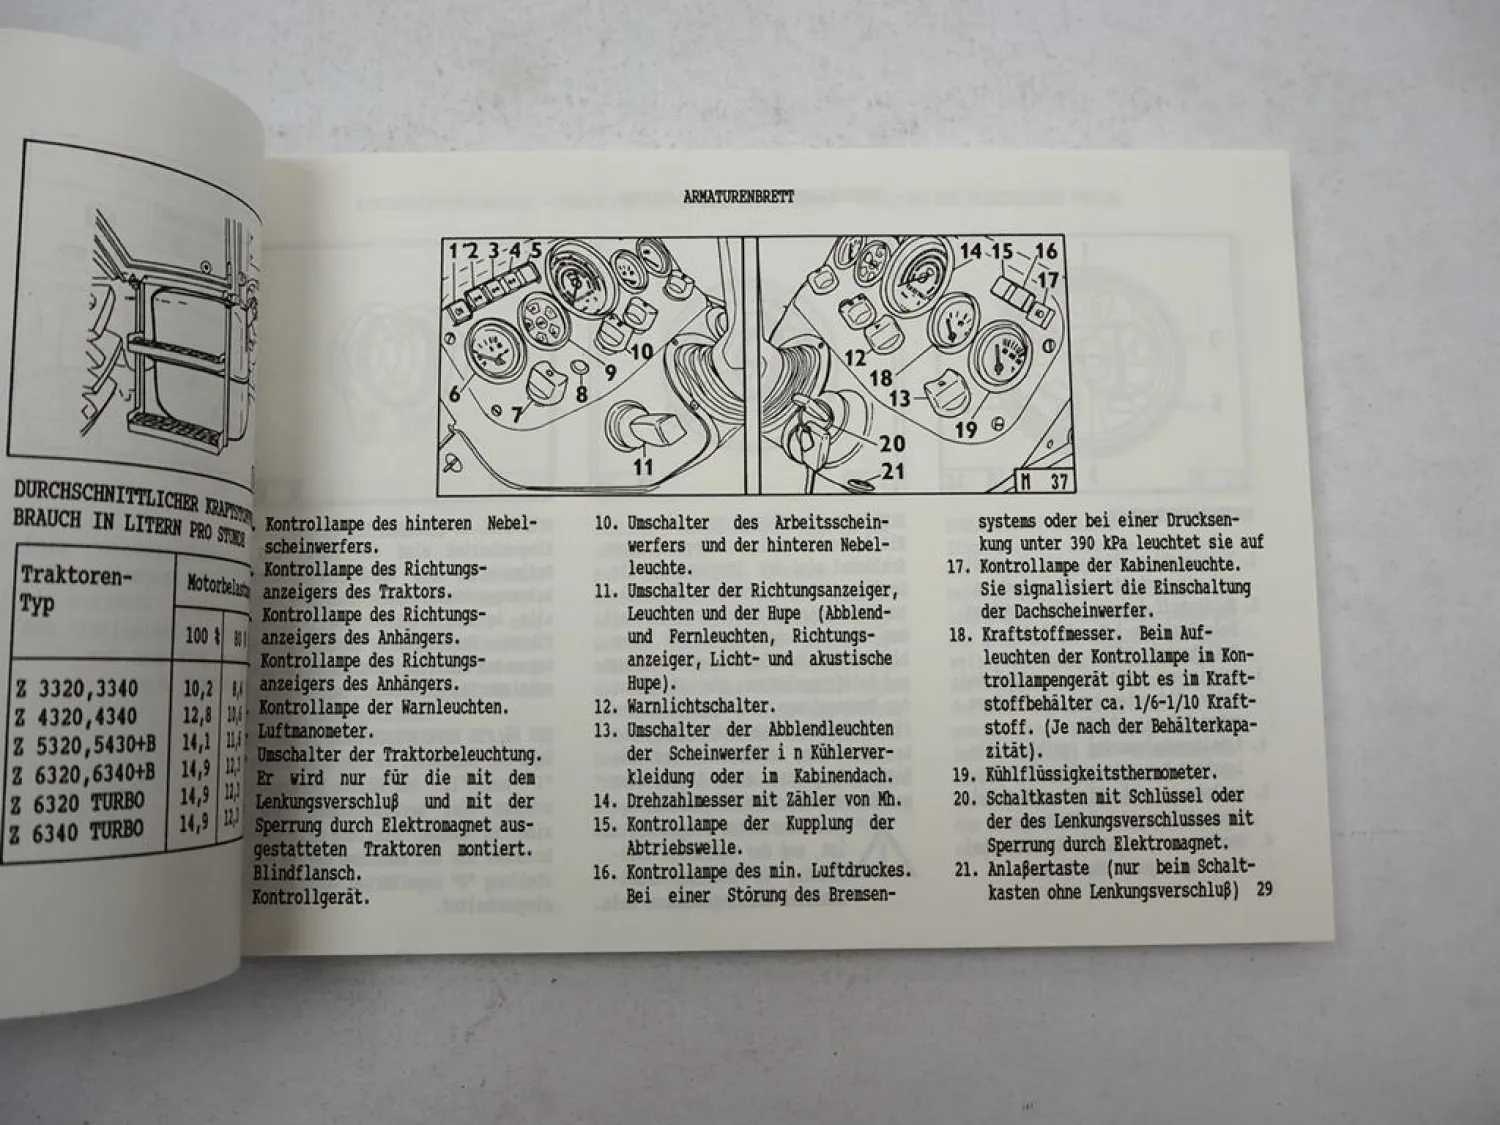 DURCHSCHNITTLICHER
BRAUCH IN LITERN PRO STUNDE
Traktoren-
Typ
100 %
Z 3320,3340 10,2 8,4
Z 4320,4340 12,8
Z 5320,5430+B 14,1
Z 6320,6340+B 14,9
Z 6320 TURBO 14,9
Z 6340 TURBO 14,9
ARMATURENBRETT
1 2 3 4 5
6
7
8
9
10
11
12
13
14 15 16
17
18
19
20
21
M 37
Kontrollampe des hinteren Nebel-
scheinwerfers.
Kontrollampe des Richtungs-
anzeigers des Traktors.
Kontrollampe des Richtungs-
anzeigers des Anhängers.
Kontrollampe des Richtungs-
anzeigers des Anhängers.
Kontrollampe der Warnleuchten.
Luftmanometer.
Umschalter der Traktorbeleuchtung.
Er wird nur für die mit dem
Lenkungsverschluβ und mit der
Sperrung durch Elektromagnet aus-
gestatteten Traktoren montiert.
Blindflansch.
Kontrollgerät.
10. Umschalter des Arbeitsschein-
werfers und der hinteren Nebel-
leuchte.
11. Umschalter der Richtungsanzeiger,
Leuchten und der Hupe (Abblend-
und Fernleuchten, Richtungs-
anzeiger, Licht- und akustische
Hupe).
12. Warnlichtschalter.
13. Umschalter der Abblendleuchten
der Scheinwerfer i n Kühlerver-
kleidung oder im Kabinendach.
14. Drehzahlmesser mit Zähler von Mh.
15. Kontrollampe der Kupplung der
Abtriebswelle.
16. Kontrollampe des min. Luftdruckes.
Bei einer Störung des Bremsen-
systems oder bei einer Drucksen-
kung unter 390 kPa leuchtet sie auf
17. Kontrollampe der Kabinenleuchte.
Sie signalisiert die Einschaltung
der Dachscheinwerfer.
18. Kraftstoffmesser. Beim Auf-
leuchten der Kontrollampe im Kon-
trollampengerät gibt es im Kraft-
stoffbehälter ca. 1/6-1/10 Kraft-
stoff. (Je nach der Behälterkapa-
zität).
19. Kühlflüssigkeitsthermometer.
20. Schaltkasten mit Schlüssel oder
der des Lenkungsverschlusses mit
Sperrung durch Elektromagnet.
21. Anlaβertaste (nur beim Schalt-
kasten ohne Lenkungsverschluβ) 29